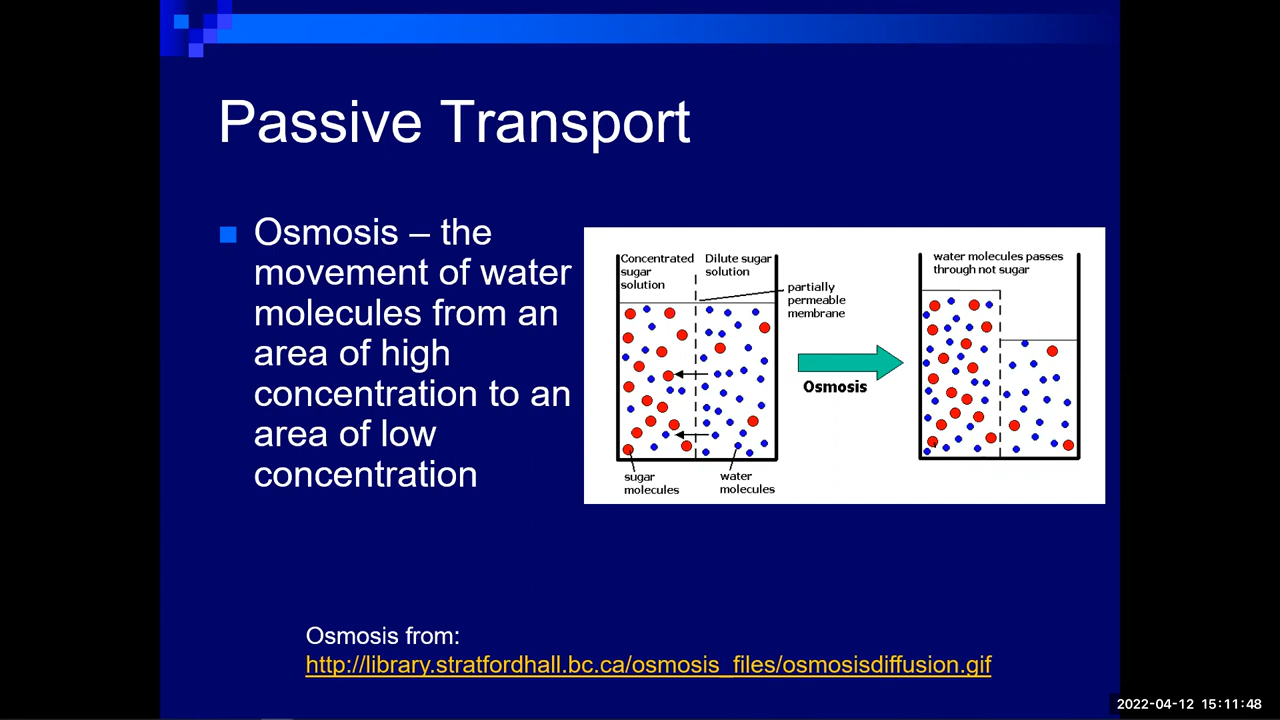 Passive Transport
Osmosis – the
movement of water
molecules from an
area of high
concentration to an
area of low
concentration
Concentrated
sugar
solution
Dilute sugar
solution
partially
permeable
membrane
sugar
molecules
water
molecules
Osmosis
water molecules passes
through not sugar
Osmosis from:
http://library.stratfordhall.bc.ca/osmosis_files/osmosisdiffusion.gif
2022-04-12 15:11:48